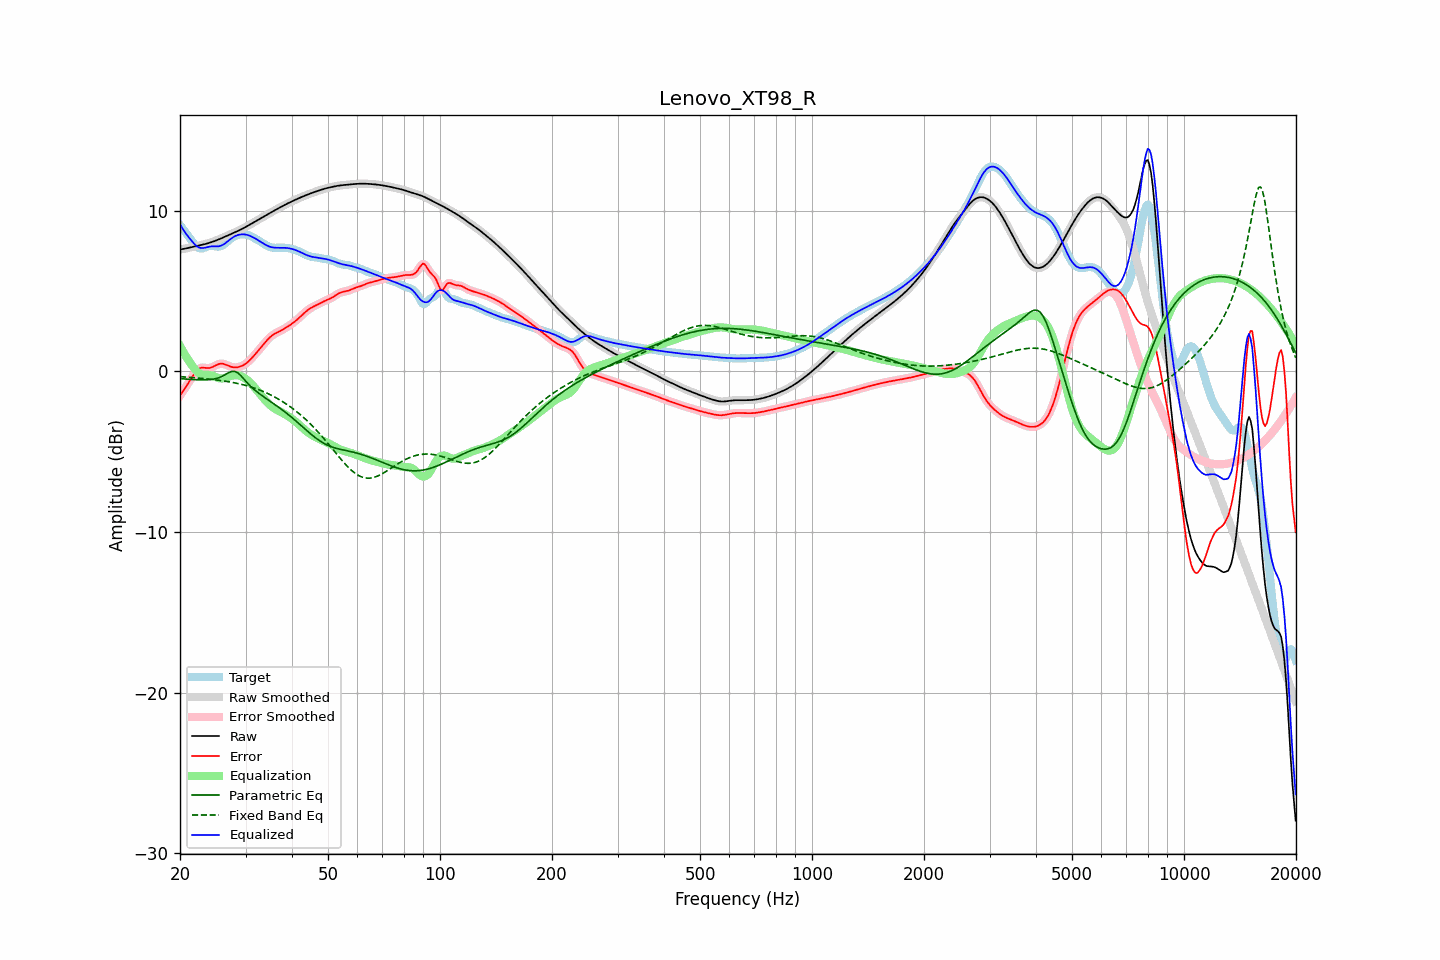 Lenovo_XT98_R
Amplitude (dBr)
10
0
−10
−20
−30
Target
Raw Smoothed
Error Smoothed
Raw
Error
Equalization
Parametric Eq
Fixed Band Eq
Equalized
20 50 100 200 500 1000 2000 5000 10000 20000
Frequency (Hz)